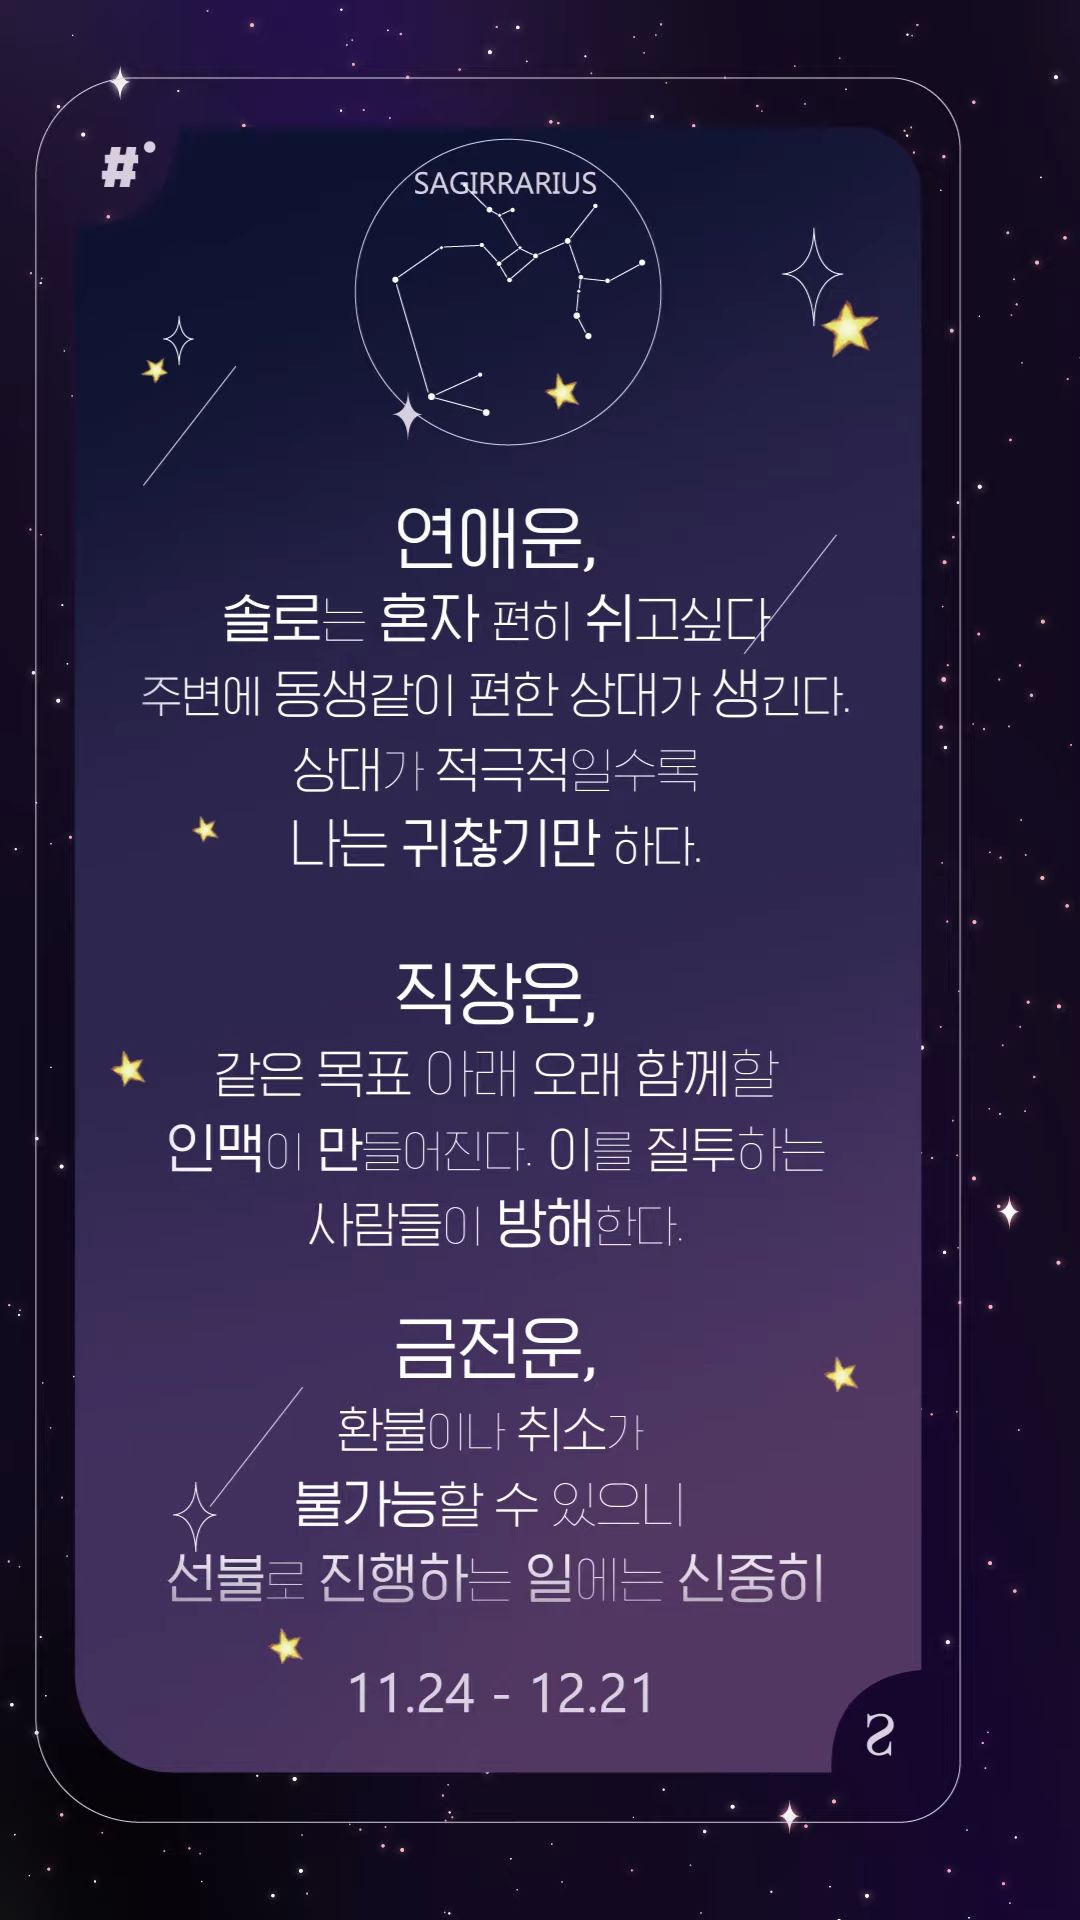 #
SAGIRRARIUS
연애운,
솔로는 혼자 편히 쉬고싶다
주변에 동생같이 편한 상대가 생긴다.
상대가 적극적일수록
나는 귀찮기만 하다.
직장운,
같은 목표 아래 오래 함께할
인맥이 만들어진다. 이를 질투하는
사람들이 방해한다.
금전운,
환불이나 취소가
불가능할 수 있으니
선불로 진행하는 일에는 신중히
11.24 - 12.21
S